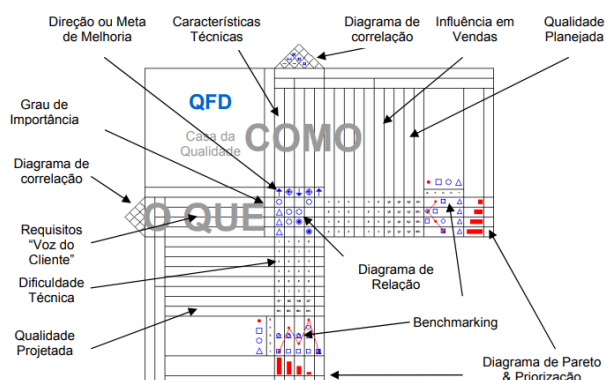 Direção ou Meta
de Melhoria
Características
Técnicas
Diagrama de
correlação
Influência em
Vendas
Qualidade
Planejada
QFD
Casa da
Qualidade
COMO
Grau de
Importância
Diagrama de
correlação
O QUE
Requisitos
“Voz do
Cliente”
Dificuldade
Técnica
Diagrama de
Relação
Qualidade
Projetada
Benchmarking
Diagrama de Pareto
& Priorização